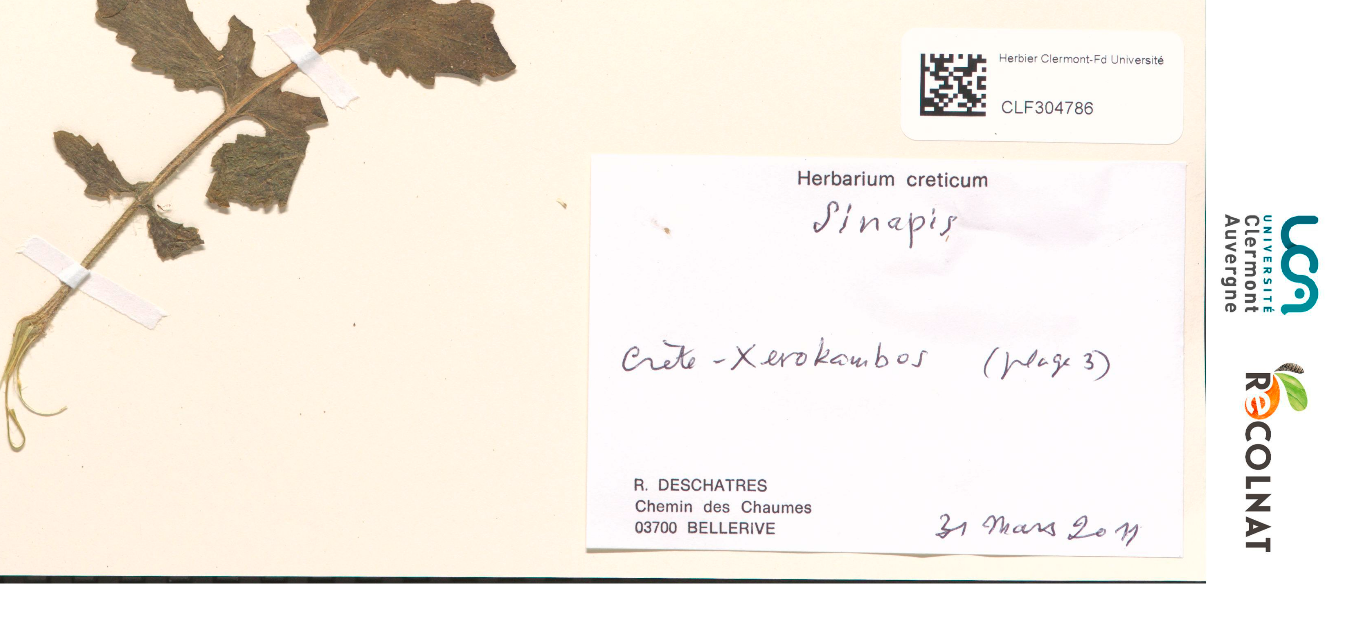 Herbier Clermont-Fd Université
CLF304786
Herbarium creticum
Sinapis
Crète - Xerokambos (plage 3)
R. DESCHATRES
Chemin des Chaumes
03700 BELLERIVE
31 Mars 2011
uca
UNIVERSITÉ
Clermont
Auvergne
ReCOLNAT